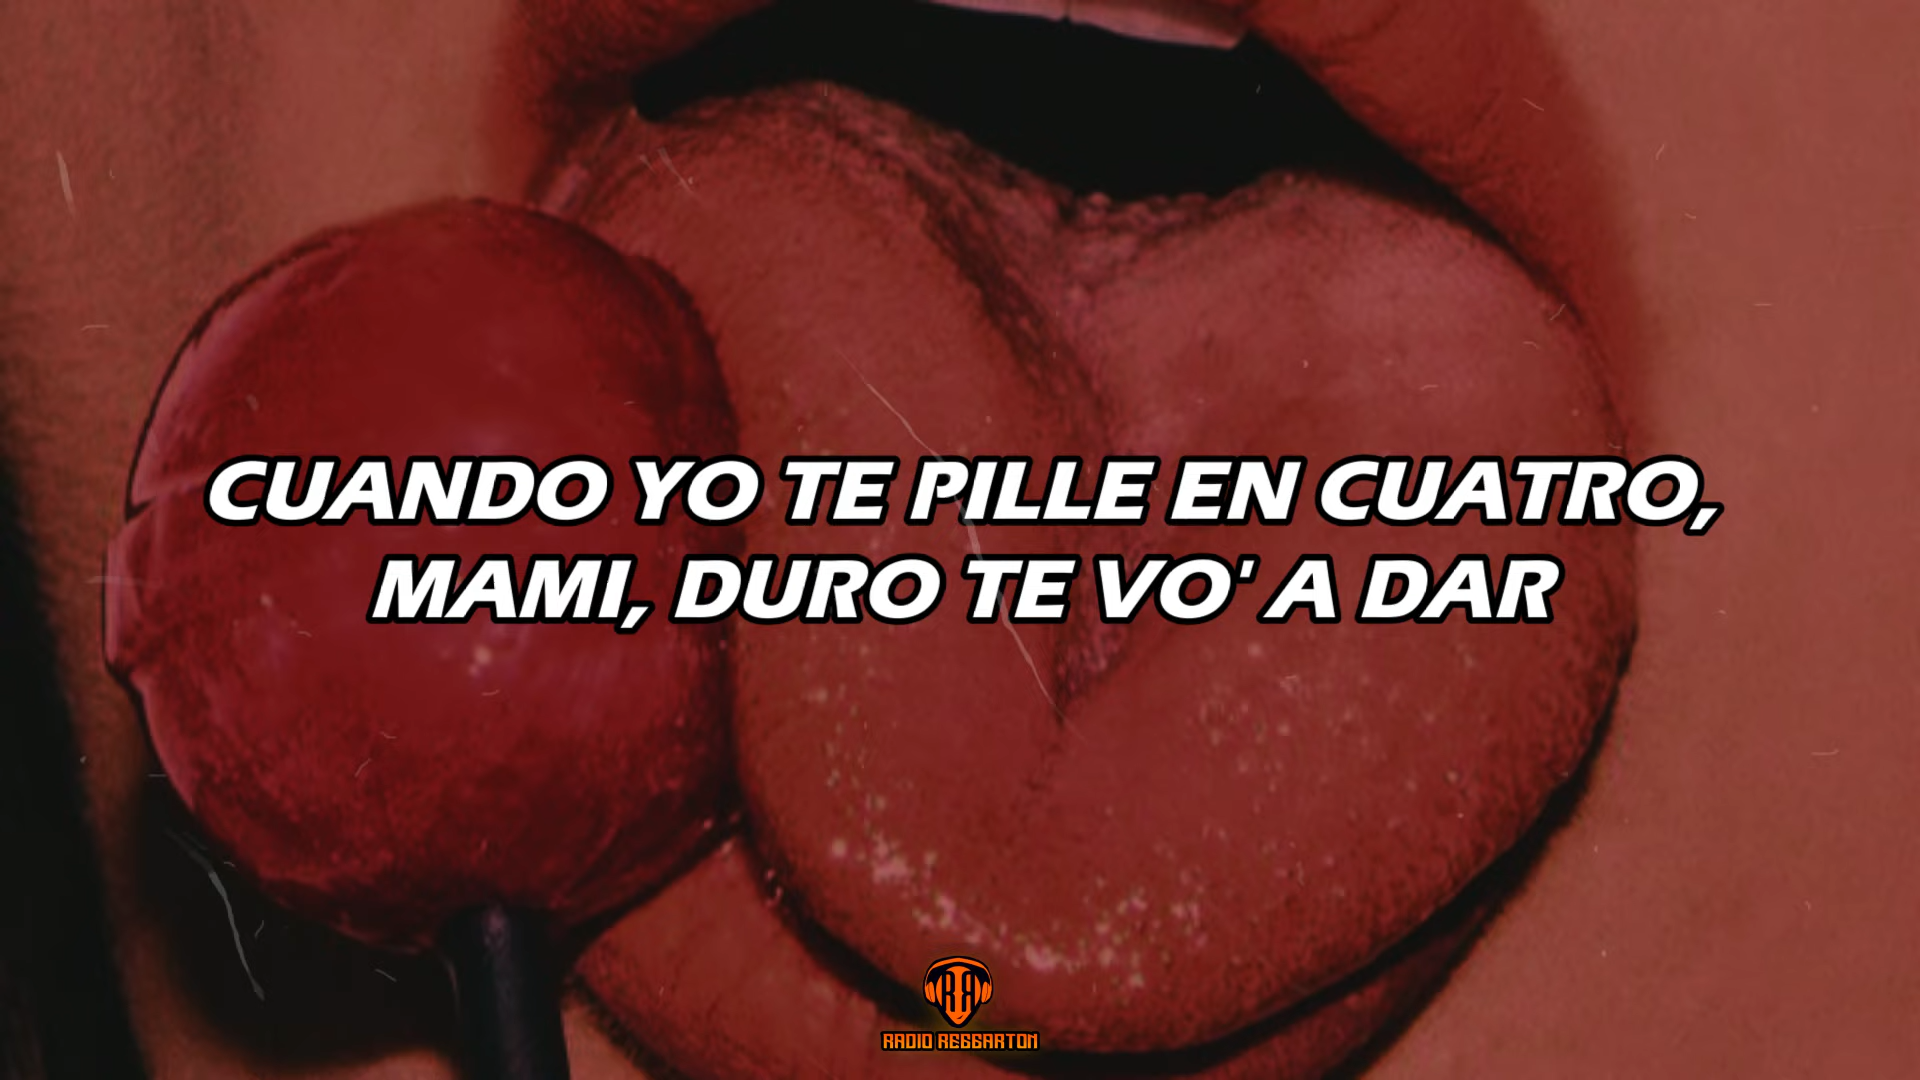 CUANDO YO TE PILLE EN CUATRO,
MAMI, DURO TE VO' A DAR
RADIO REGGAETON